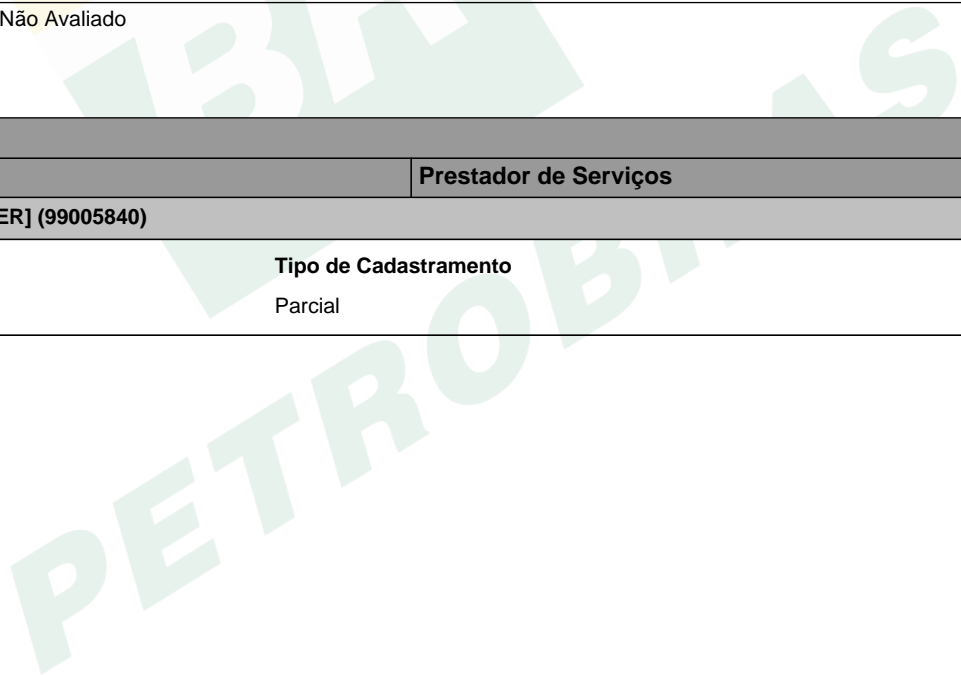 Não Avaliado
Prestador de Serviços
ER] (99005840)
Tipo de Cadastramento
Parcial
PETROBRAS